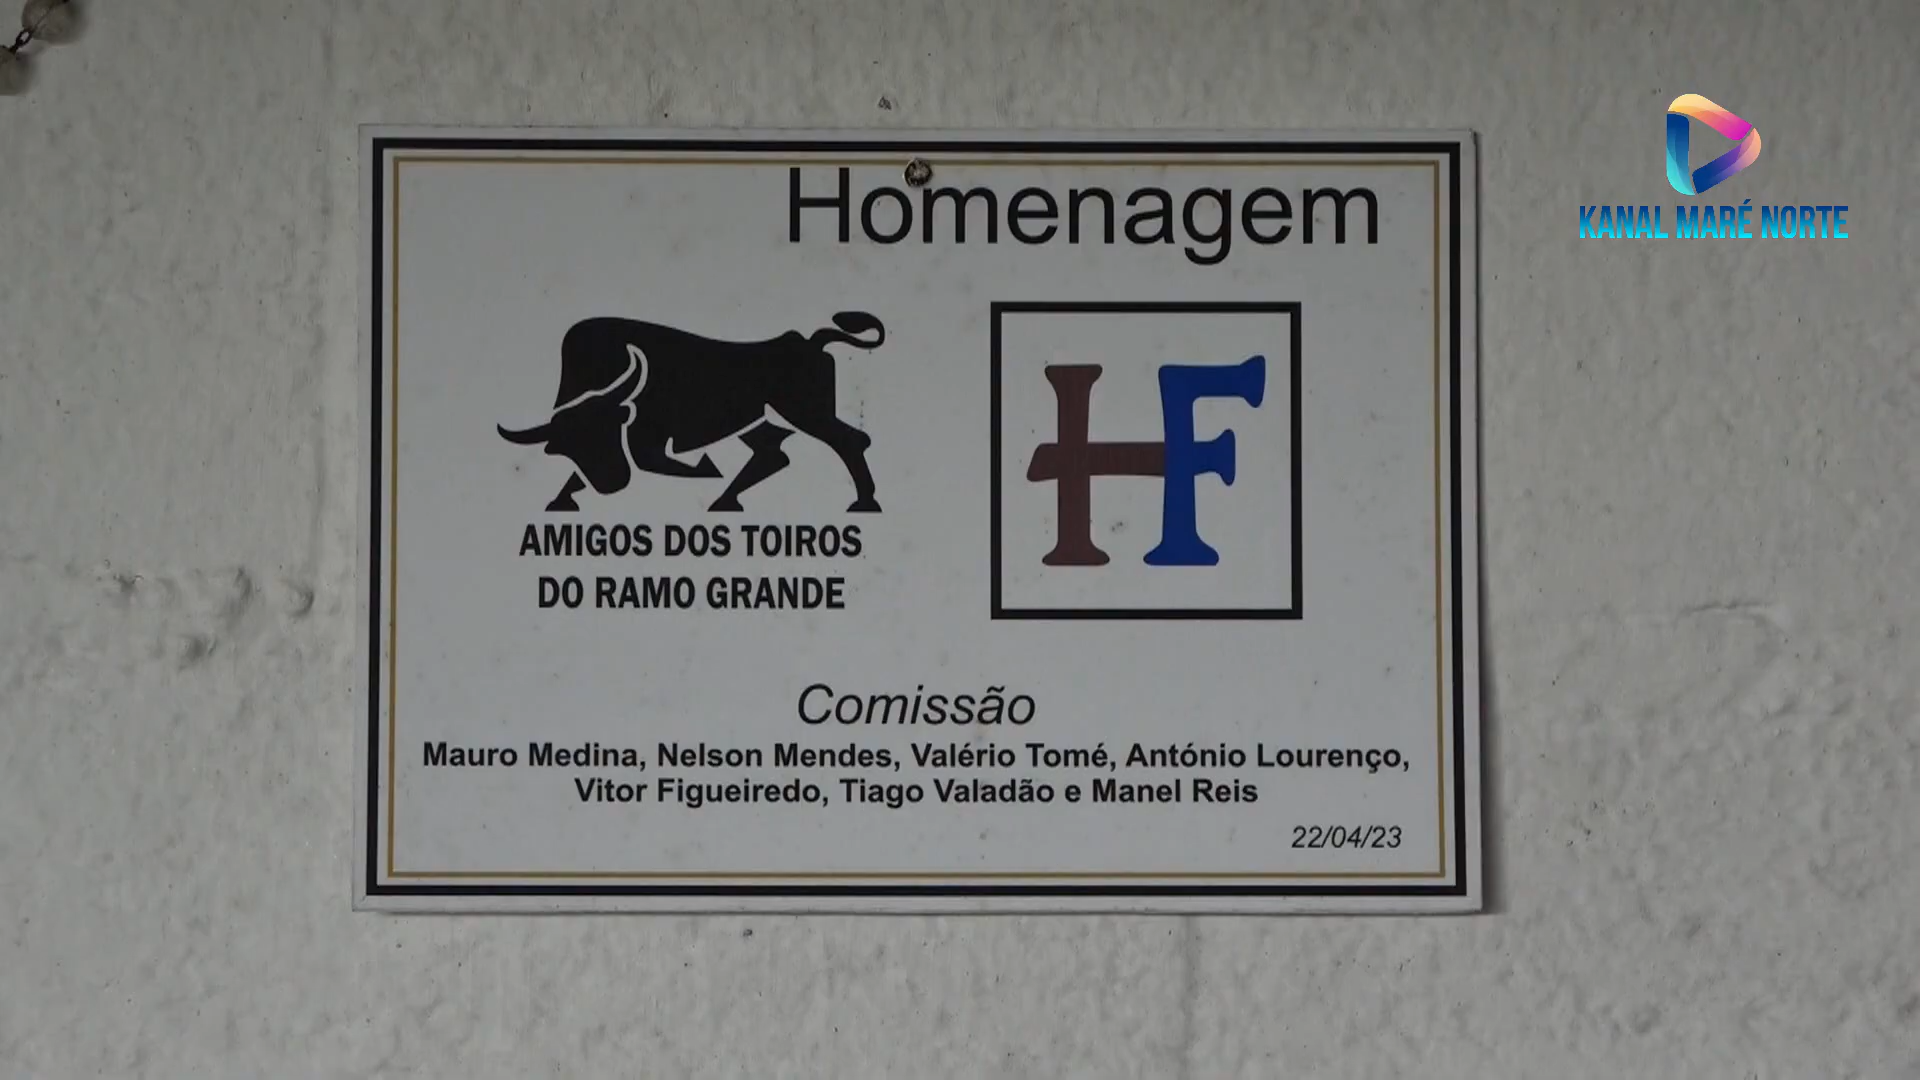 Homenagem
KANAL MARÉ NORTE
HF
AMIGOS DOS TOIROS
DO RAMO GRANDE
Comissão
Mauro Medina, Nelson Mendes, Valério Tomé, António Lourenço,
Vitor Figueiredo, Tiago Valadão e Manel Reis
22/04/23